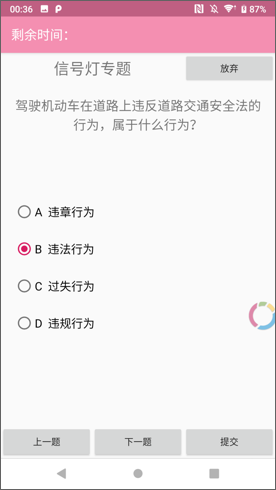 00:36
87%
剩余时间：
信号灯专题
放弃
驾驶机动车在道路上违反道路交通安全法的
行为，属于什么行为？
A 违章行为
B 违法行为
C 过失行为
D 违规行为
上一题
下一题
提交